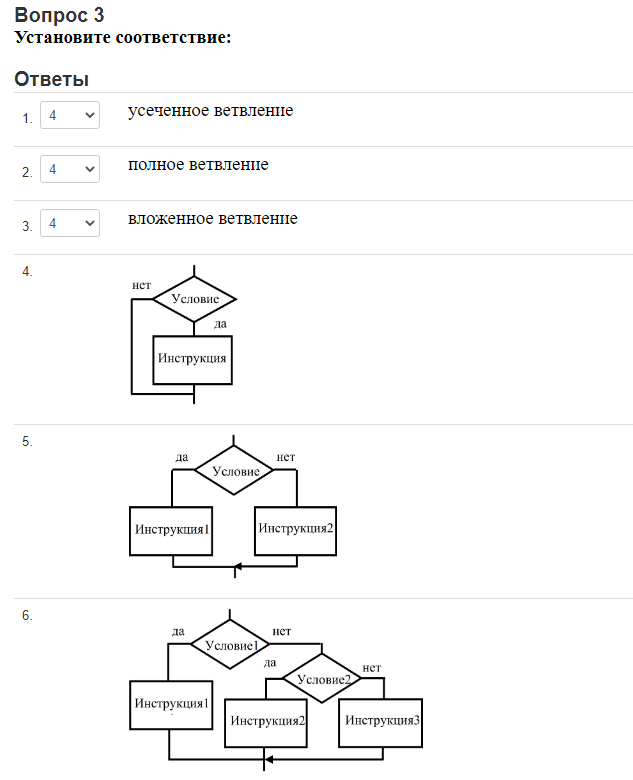 Вопрос 3
Установите соответствие:
Ответы
1. 4 усеченное ветвление
2. 4 полное ветвление
3. 4 вложенное ветвление
4.
нет
Условие
да
Инструкция
5.
да нет
Условие
Инструкция1 Инструкция2
6.
да нет
Условие1
да нет
Условие2
Инструкция1
Инструкция2 Инструкция3